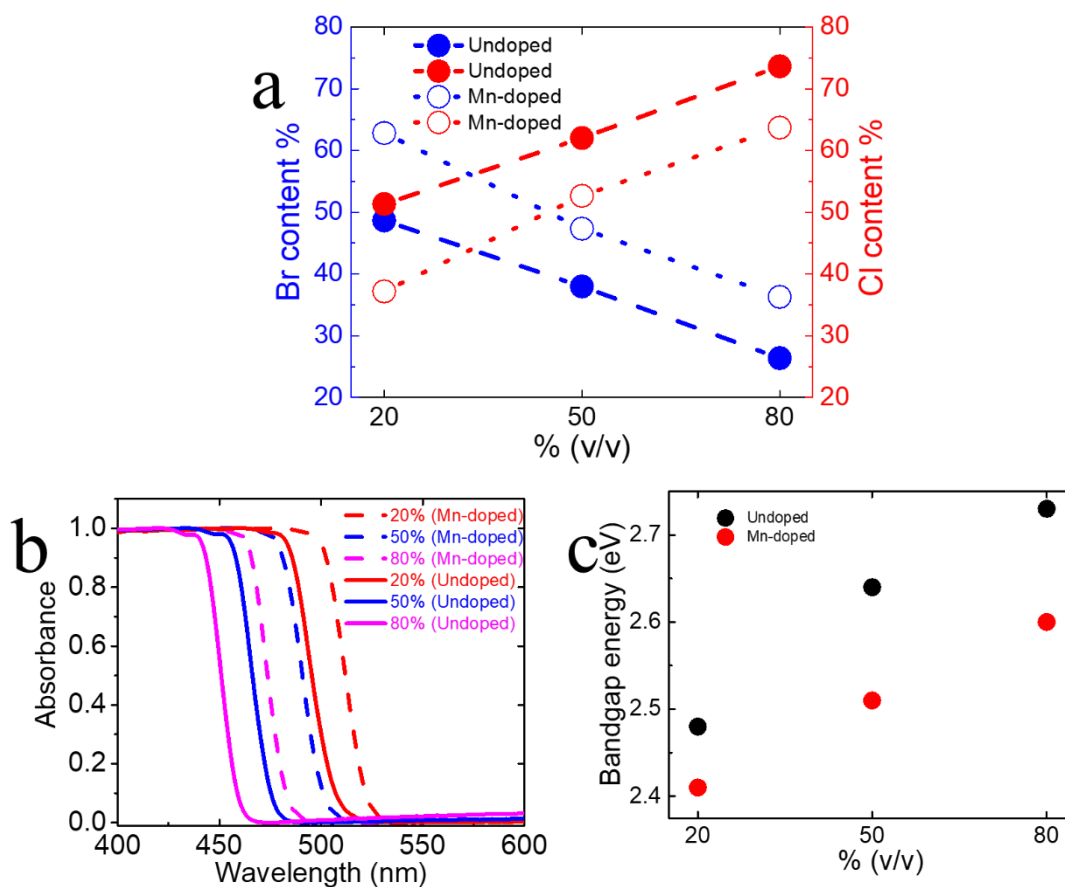 a
Undoped
Undoped
Mn-doped
Mn-doped
Br content %
80
70
60
50
40
30
20
Cl content %
80
70
60
50
40
30
20
20 50 80
% (v/v)
b
20% (Mn-doped)
50% (Mn-doped)
80% (Mn-doped)
20% (Undoped)
50% (Undoped)
80% (Undoped)
Absorbance
1.0
0.8
0.6
0.4
0.2
0.0
400 450 500 550 600
Wavelength (nm)
c
Undoped
Mn-doped
Bandgap energy (eV)
2.7
2.6
2.5
2.4
20 50 80
% (v/v)